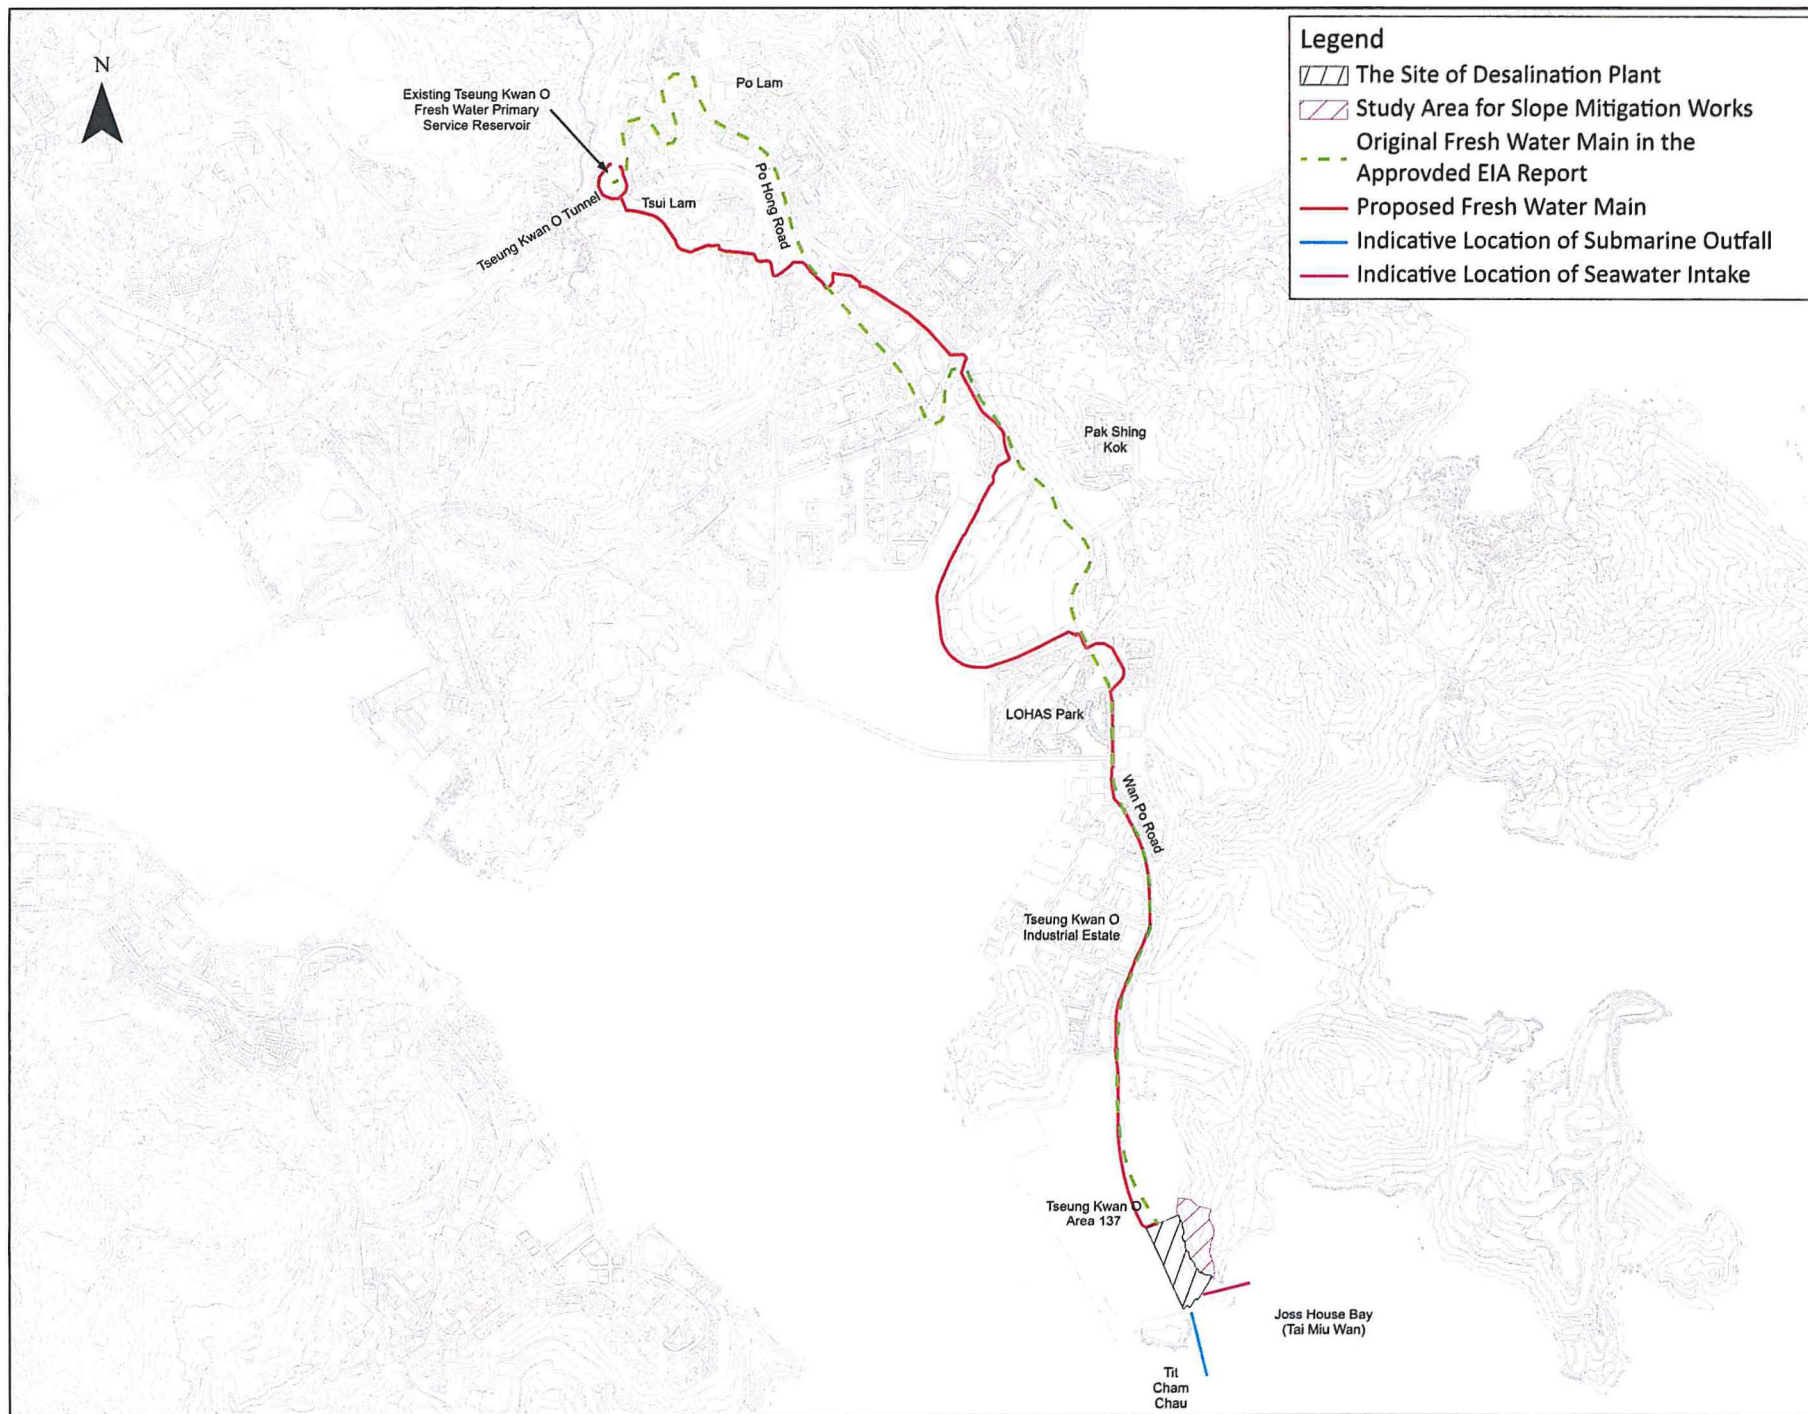 Legend
The Site of Desalination Plant
Study Area for Slope Mitigation Works
Original Fresh Water Main in the
Approvded EIA Report
Proposed Fresh Water Main
Indicative Location of Submarine Outfall
Indicative Location of Seawater Intake
N
Existing Tseung Kwan O
Fresh Water Primary
Service Reservoir
Po Lam
Po Hong Road
Tsui Lam
Tseung Kwan O Tunnel
Pak Shing
Kok
LOHAS Park
Wan Po Road
Tseung Kwan O
Industrial Estate
Tseung Kwan O
Area 137
Joss House Bay
(Tai Miu Wan)
Tit
Cham
Chau